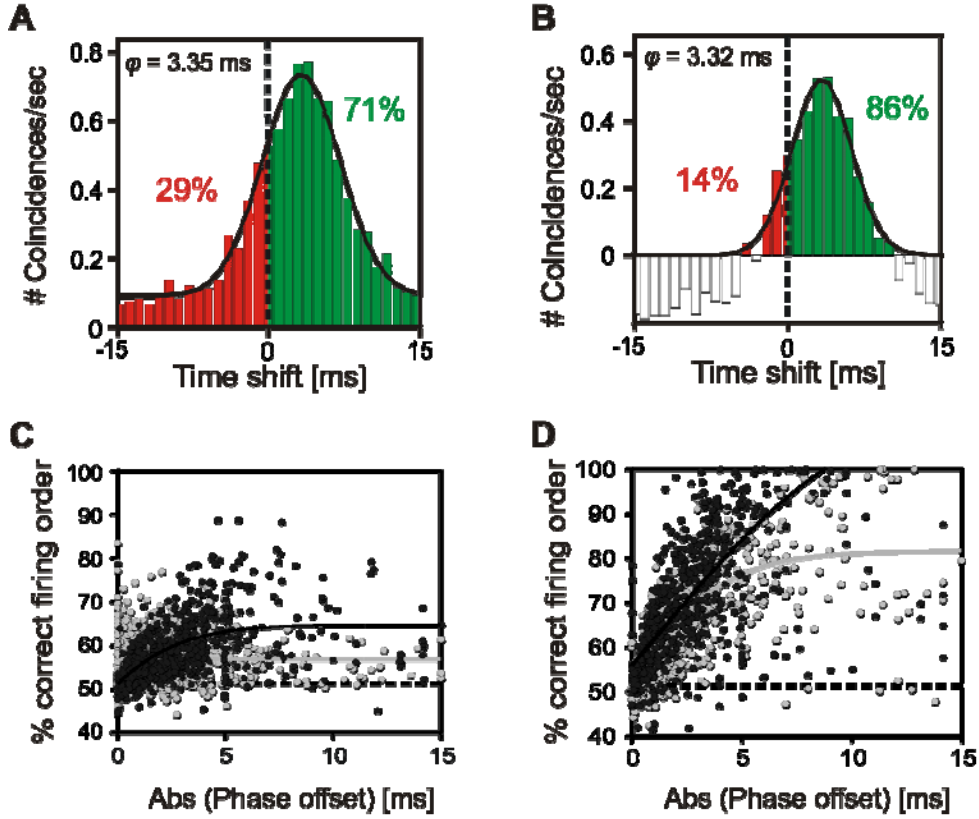 A
φ = 3.35 ms
71%
29%
# Coincidences/sec
0.8
0.6
0.4
0.2
0
-15
0
15
Time shift [ms]
B
φ = 3.32 ms
86%
14%
# Coincidences/sec
0.6
0.4
0.2
0
-15
0
15
Time shift [ms]
C
% correct firing order
100
90
80
70
60
50
40
0
5
10
15
Abs (Phase offset) [ms]
D
% correct firing order
100
90
80
70
60
50
40
0
5
10
15
Abs (Phase offset) [ms]